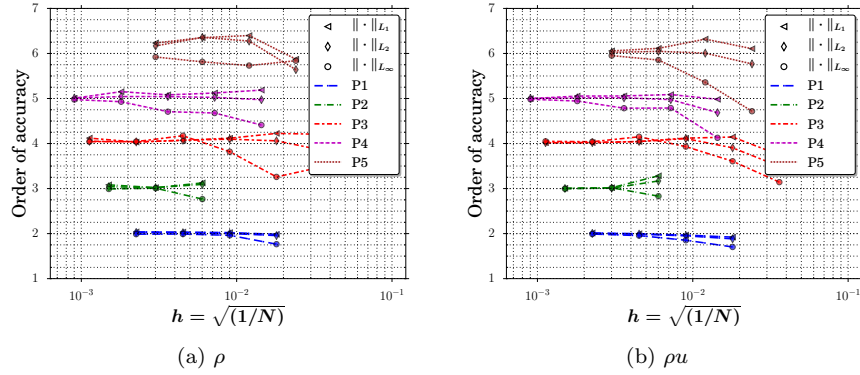 7
6
5
4
3
2
1
Order of accuracy
10⁻³
10⁻²
10⁻¹
h = √(1/N)
‖ · ‖_{L₁}
‖ · ‖_{L₂}
‖ · ‖_{L∞}
P1
P2
P3
P4
P5
(a) ρ
7
6
5
4
3
2
1
Order of accuracy
10⁻³
10⁻²
10⁻¹
h = √(1/N)
‖ · ‖_{L₁}
‖ · ‖_{L₂}
‖ · ‖_{L∞}
P1
P2
P3
P4
P5
(b) ρu